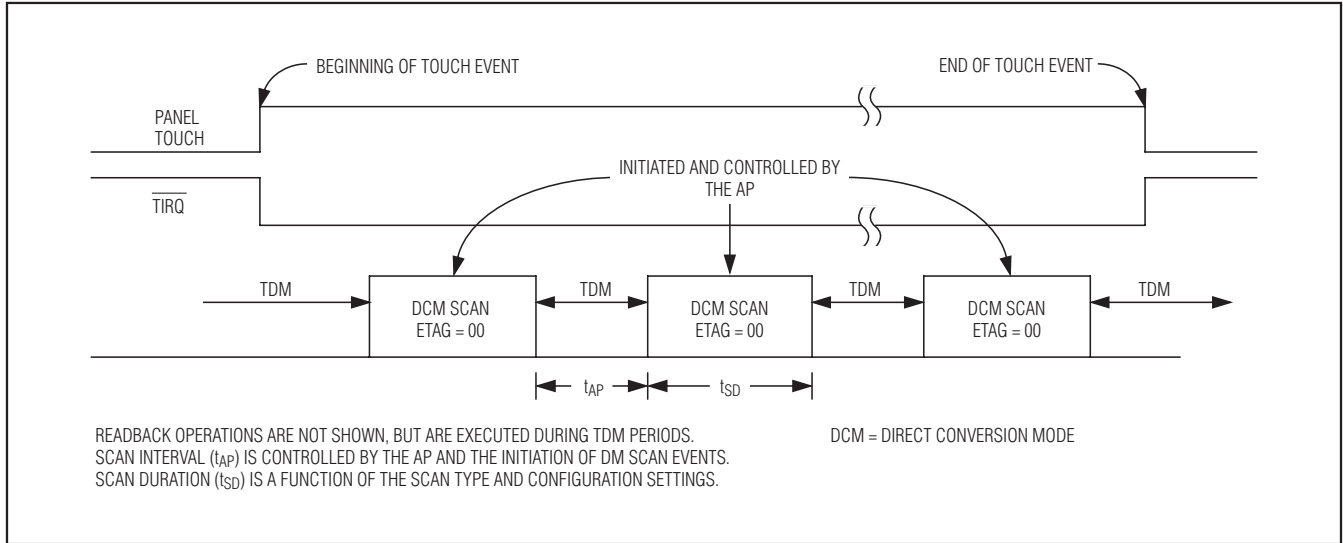 BEGINNING OF TOUCH EVENT
END OF TOUCH EVENT
PANEL
TOUCH
INITIATED AND CONTROLLED BY
THE AP
TIRQ
TDM
DCM SCAN
ETAG = 00
TDM
DCM SCAN
ETAG = 00
TDM
DCM SCAN
ETAG = 00
TDM
tAP
tSD
READBACK OPERATIONS ARE NOT SHOWN, BUT ARE EXECUTED DURING TDM PERIODS.
DCM = DIRECT CONVERSION MODE
SCAN INTERVAL (tAP) IS CONTROLLED BY THE AP AND THE INITIATION OF DM SCAN EVENTS.
SCAN DURATION (tSD) IS A FUNCTION OF THE SCAN TYPE AND CONFIGURATION SETTINGS.